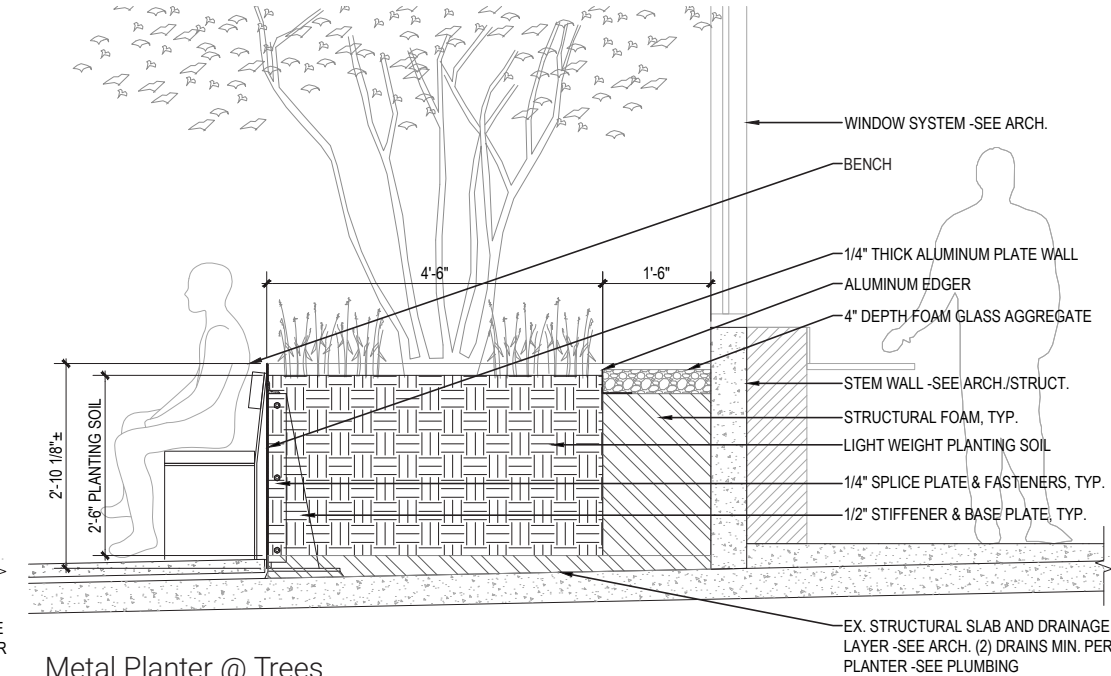 WINDOW SYSTEM -SEE ARCH.
BENCH
1/4" THICK ALUMINUM PLATE WALL
4'-6"
1'-6"
ALUMINUM EDGER
4" DEPTH FOAM GLASS AGGREGATE
STEM WALL -SEE ARCH./STRUCT.
STRUCTURAL FOAM, TYP.
LIGHT WEIGHT PLANTING SOIL
2'-10 1/8"±
2'-6" PLANTING SOIL
1/4" SPLICE PLATE & FASTENERS, TYP.
1/2" STIFFENER & BASE PLATE, TYP.
EX. STRUCTURAL SLAB AND DRAINAGE
LAYER -SEE ARCH. (2) DRAINS MIN. PER
PLANTER -SEE PLUMBING
E
R
Metal Planter @ Trees